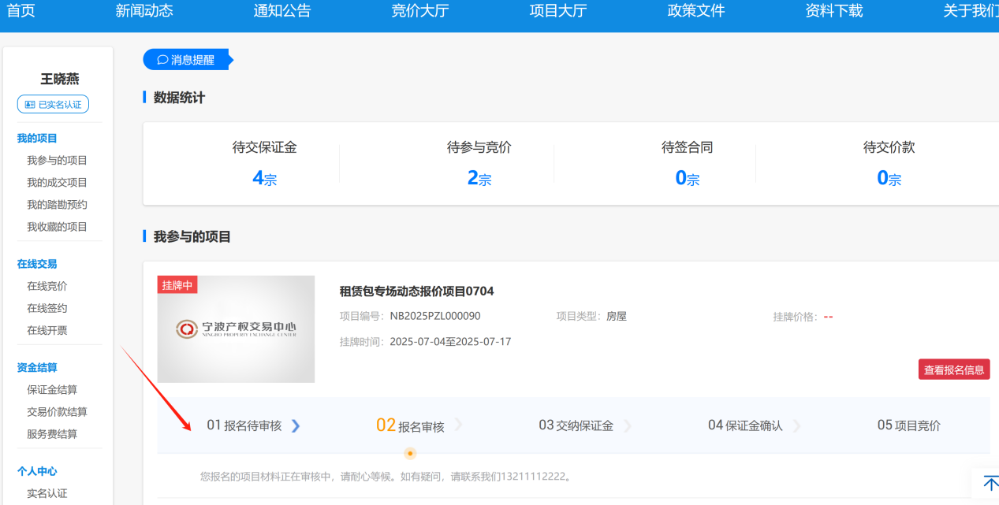 首页 新闻动态 通知公告 竞价大厅 项目大厅 政策文件 资料下载 关于我们
王晓燕
已实名认证
我的项目
我参与的项目
我的成交项目
我的踏勘预约
我收藏的项目
在线交易
在线竞价
在线签约
在线开票
资金结算
保证金结算
交易价款结算
服务费结算
个人中心
实名认证
消息提醒
数据统计
待交保证金 待参与竞价 待签合同 待交价款
4宗 2宗 0宗 0宗
我参与的项目
挂牌中
宁波产权交易中心
NINGBO PROPERTY EXCHANGE CENTER
租赁包专场动态报价项目0704
项目编号: NB2025PZL000090 项目类型: 房屋 挂牌价格: --
挂牌时间: 2025-07-04至2025-07-17
查看报名信息
01 报名待审核 02 报名审核 03 交纳保证金 04 保证金确认 05 项目竞价
您报名的项目材料正在审核中，请耐心等候。如有疑问，请联系我们13211112222。